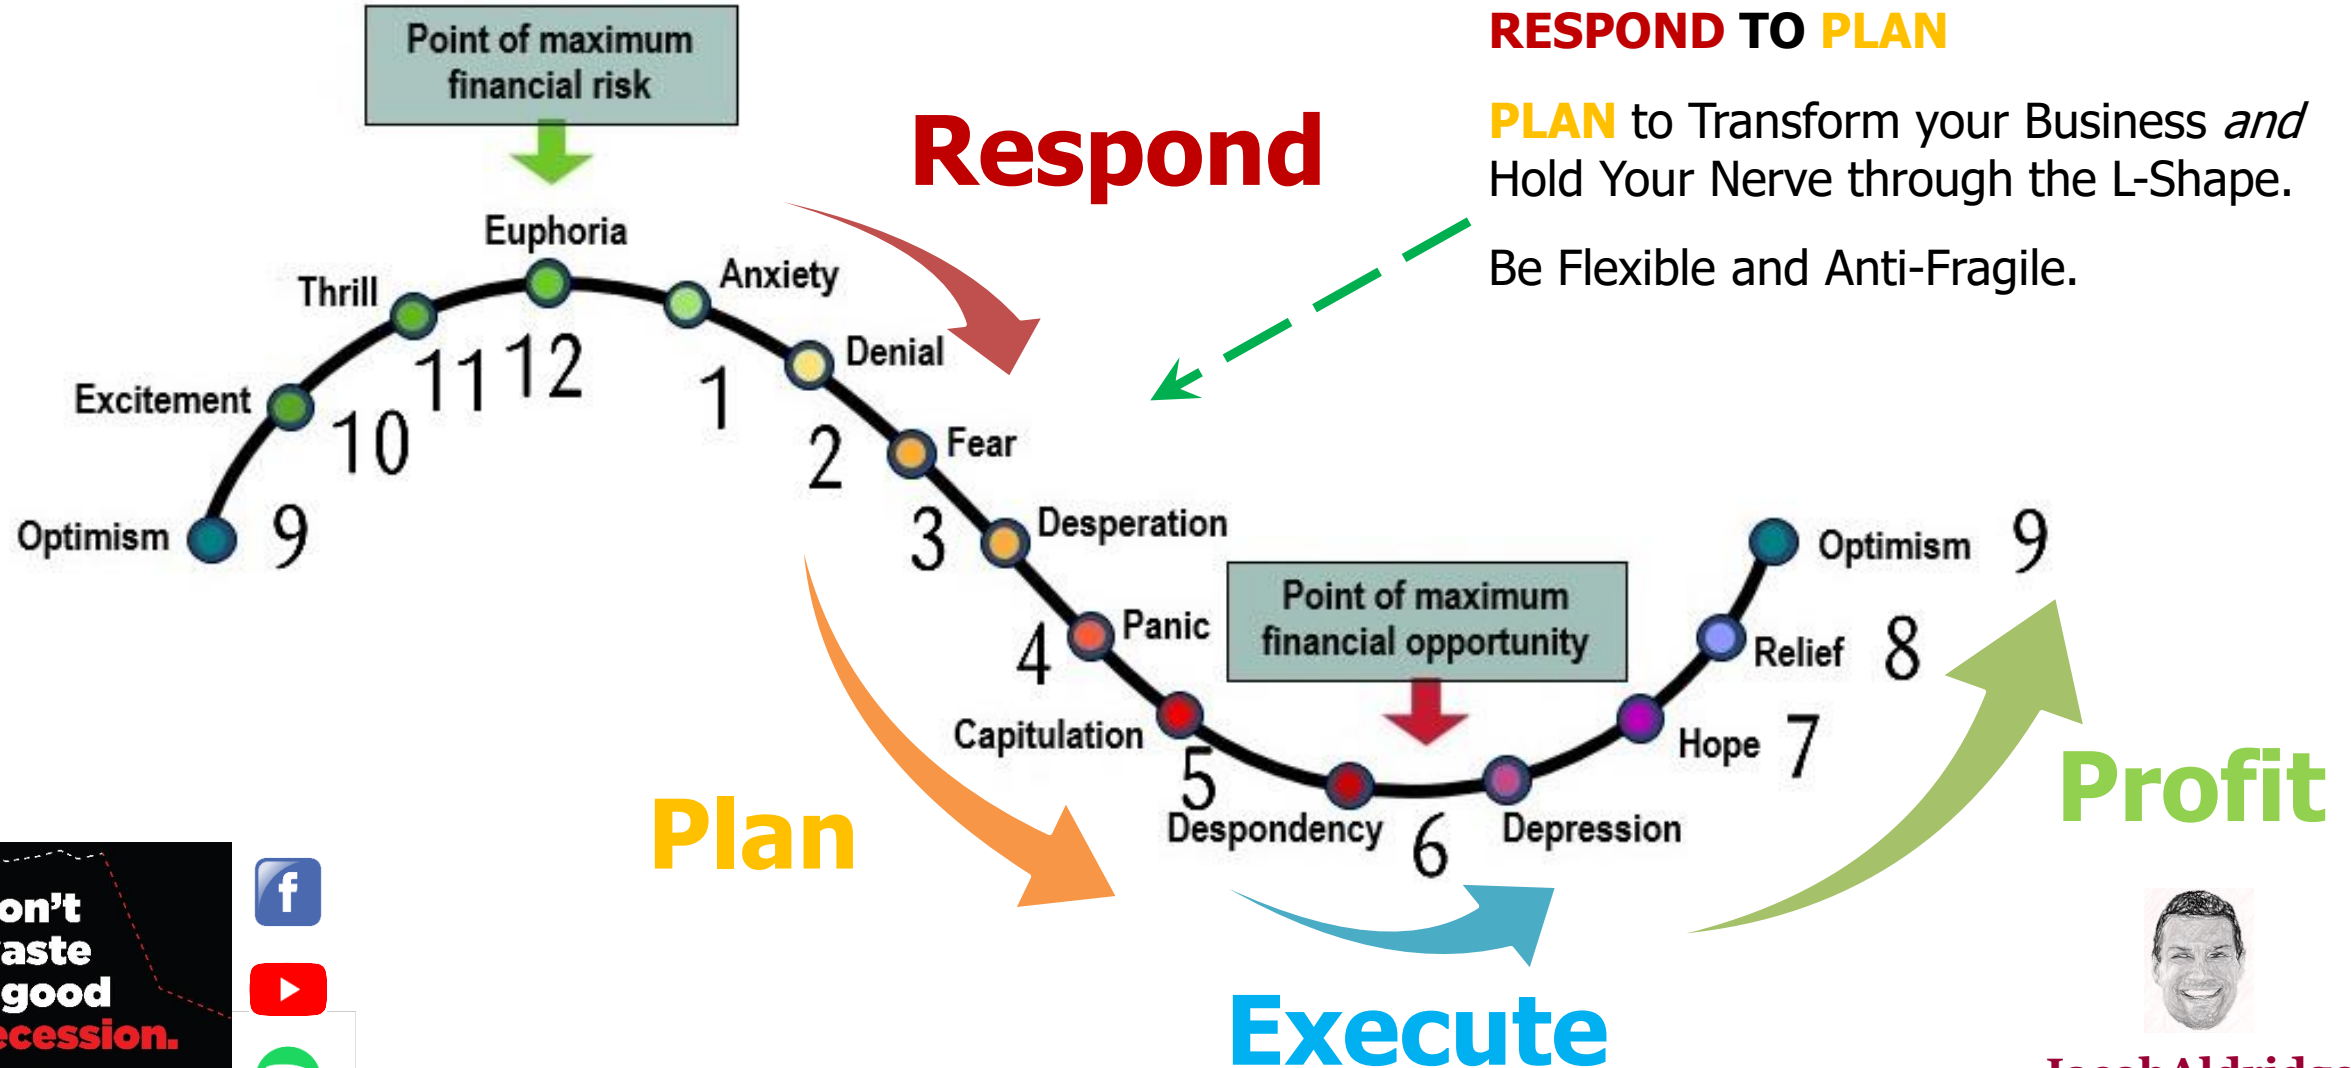 Point of maximum
financial risk
RESPOND TO PLAN
PLAN to Transform your Business and
Hold Your Nerve through the L-Shape.
Be Flexible and Anti-Fragile.
Respond
Euphoria
Thrill
Anxiety
Excitement
Denial
11
12
1
10
2
Fear
Optimism
9
3
Desperation
Point of maximum
financial opportunity
Optimism 9
4
Panic
Relief 8
Capitulation
5
Hope 7
Despondency
6
Depression
Plan
Profit
Execute
on't
aste
good
ecession.
f